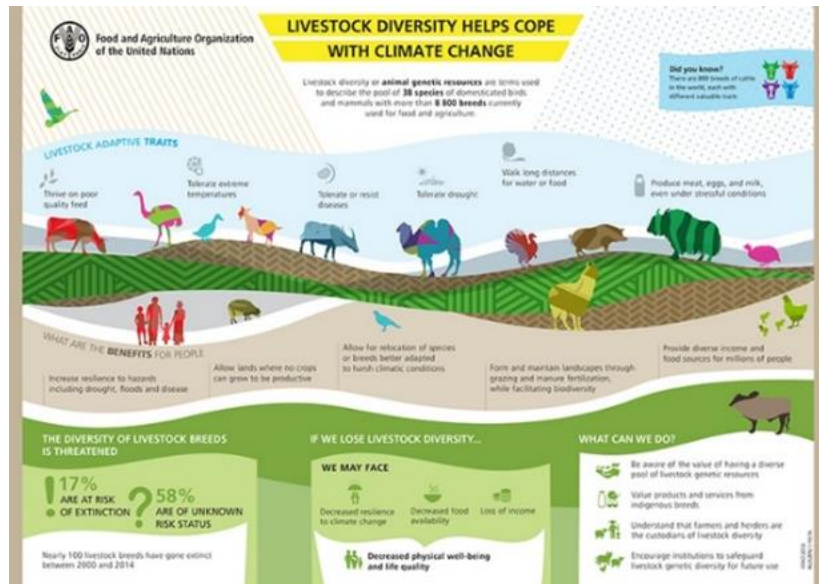 Food and Agriculture Organization
of the United Nations
LIVESTOCK DIVERSITY HELPS COPE
WITH CLIMATE CHANGE
Livestock diversity or animal genetic resources are terms used
to describe the pool of 38 species of domesticated birds
and mammals with more than 8 800 breeds currently
used for food and agriculture.
Did you know?
There are 800 breeds of cattle
in the world, each with
different valuable traits
LIVESTOCK ADAPTIVE TRAITS
Thrive on poor
quality feed
Tolerate extreme
temperatures
Tolerate or resist
diseases
Tolerate drought
Walk long distances
for water or food
Produce meat, eggs, and milk,
even under stressful conditions
WHAT ARE THE BENEFITS FOR PEOPLE
Increase resilience to hazards
including drought, floods and disease
Allow lands where no crops
can grow to be productive
Allow for relocation of species
or breeds better adapted
to harsh climatic conditions
Form and maintain landscapes through
grazing and manure fertilization,
while facilitating biodiversity
Provide diverse income and
food sources for millions of people
THE DIVERSITY OF LIVESTOCK BREEDS
IS THREATENED
! 17%
ARE AT RISK
OF EXTINCTION
? 58%
ARE OF UNKNOWN
RISK STATUS
Nearly 100 livestock breeds have gone extinct
between 2000 and 2014
IF WE LOSE LIVESTOCK DIVERSITY...
WE MAY FACE
Decreased resilience
to climate change
Decreased food
availability
Loss of income
Decreased physical well-being
and life quality
WHAT CAN WE DO?
Be aware of the value of having a diverse
pool of livestock genetic resources
Value products and services from
indigenous breeds
Understand that farmers and herders are
the custodians of livestock diversity
Encourage institutions to safeguard
livestock genetic diversity for future use